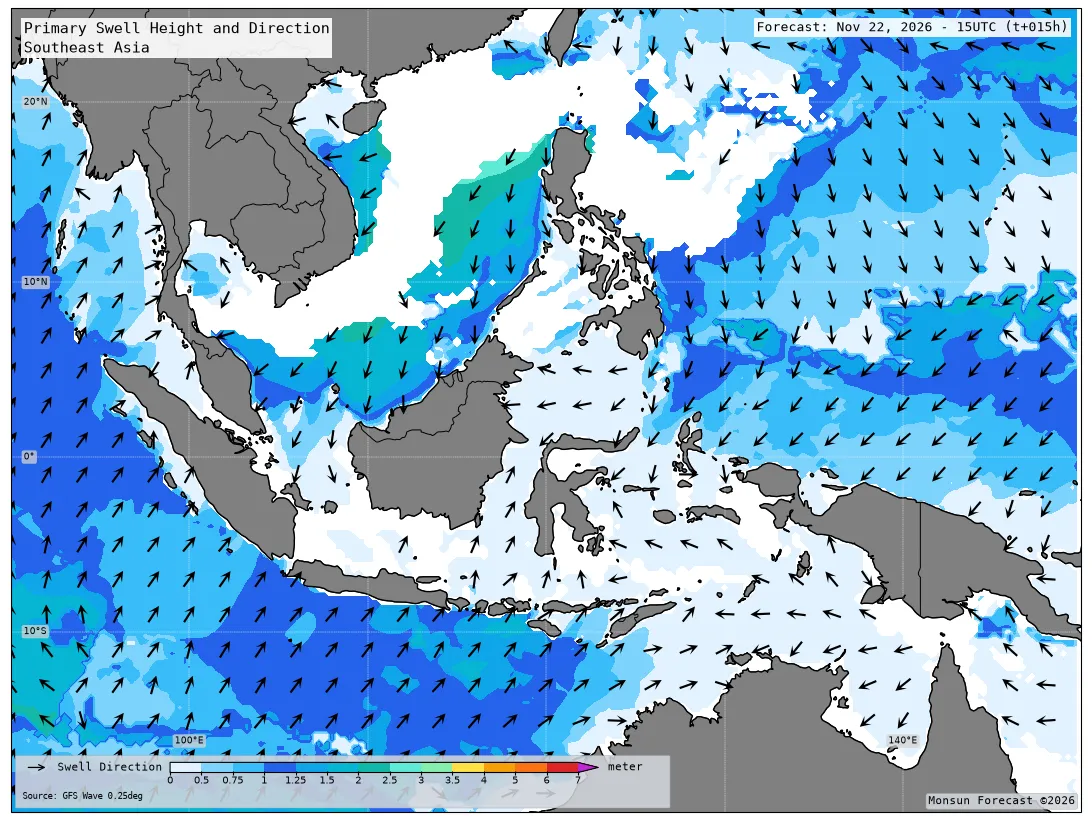 Primary Swell Height and Direction
Southeast Asia
Forecast: Nov 22, 2026 - 15UTC (t+015h)
20°N
10°N
0°
10°S
100°E
140°E
Swell Direction
0 0.5 0.75 1 1.25 1.5 2 2.5 3 3.5 4 5 6 7
meter
Source: GFS Wave 0.25deg
Monsun Forecast ©2026